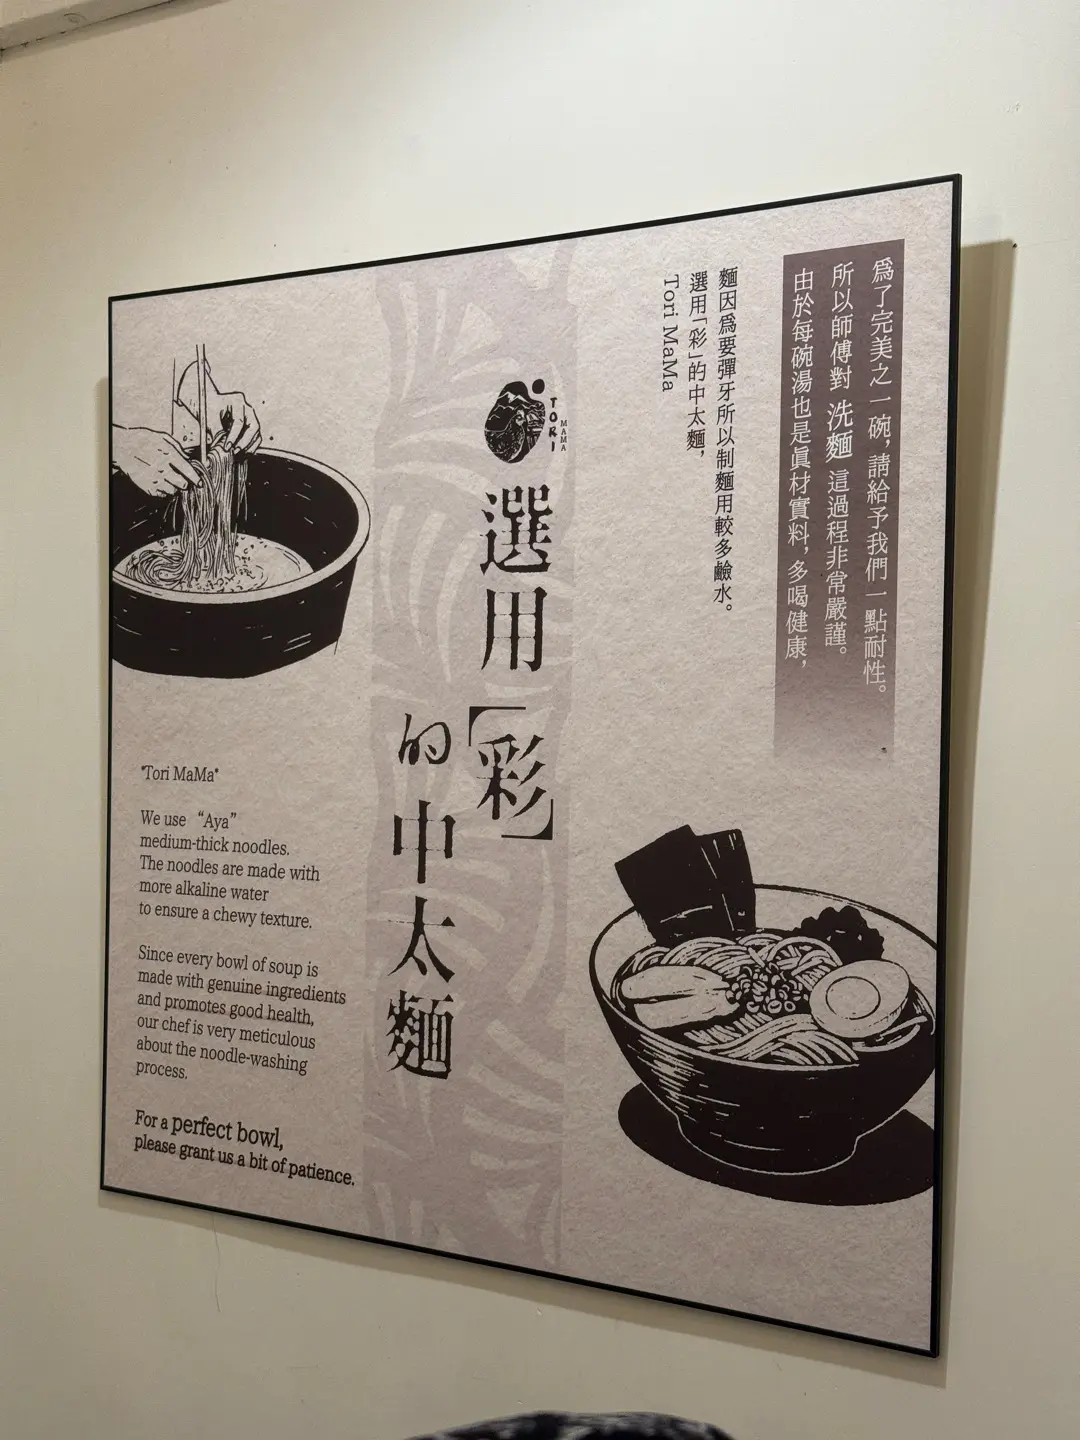 為了完美之一碗，請給予我們一點耐性。
所以師傅對 洗麵 這過程非常嚴謹。
由於每碗湯也是真材實料，多喝健康，
麵因為要彈牙所以制麵用較多鹼水。
選用「彩」的中太麵，
Tori MaMa
TORI
MAMA
選用「彩」
的中太麵
"Tori MaMa"
We use “Aya”
medium-thick noodles.
The noodles are made with
more alkaline water
to ensure a chewy texture.
Since every bowl of soup is
made with genuine ingredients
and promotes good health,
our chef is very meticulous
about the noodle-washing
process.
For a perfect bowl,
please grant us a bit of patience.